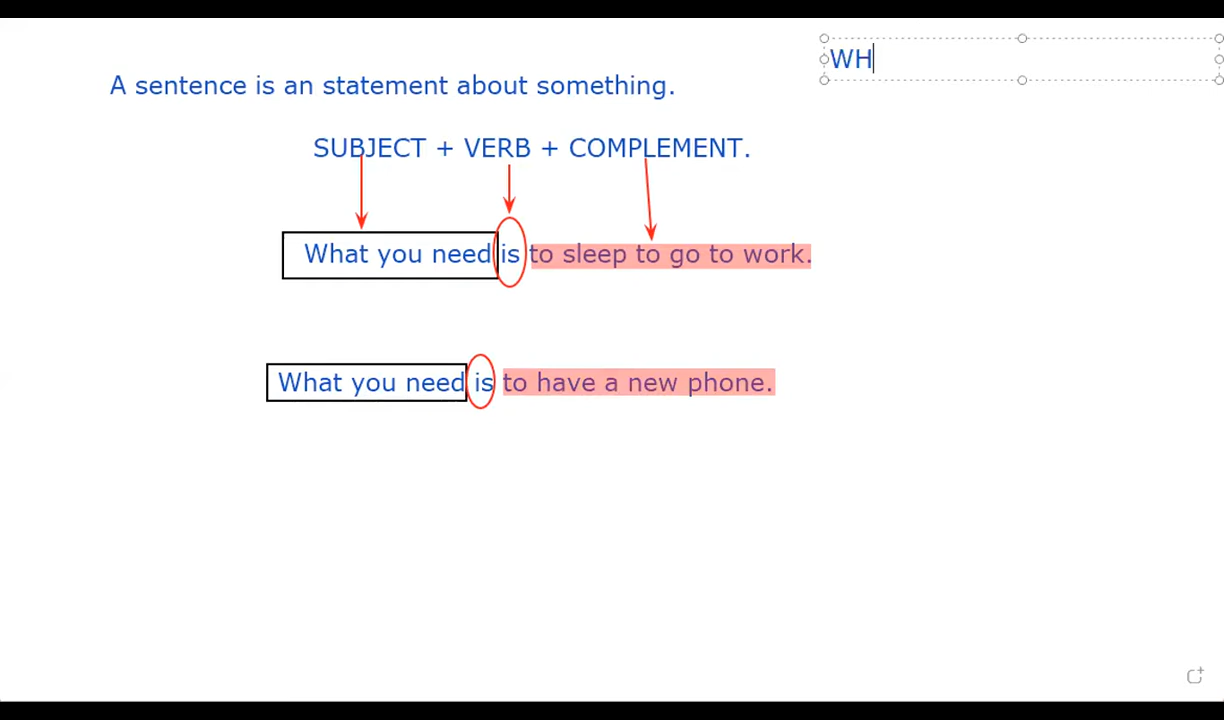 WH
A sentence is an statement about something.
SUBJECT + VERB + COMPLEMENT.
What you need is to sleep to go to work.
What you need is to have a new phone.